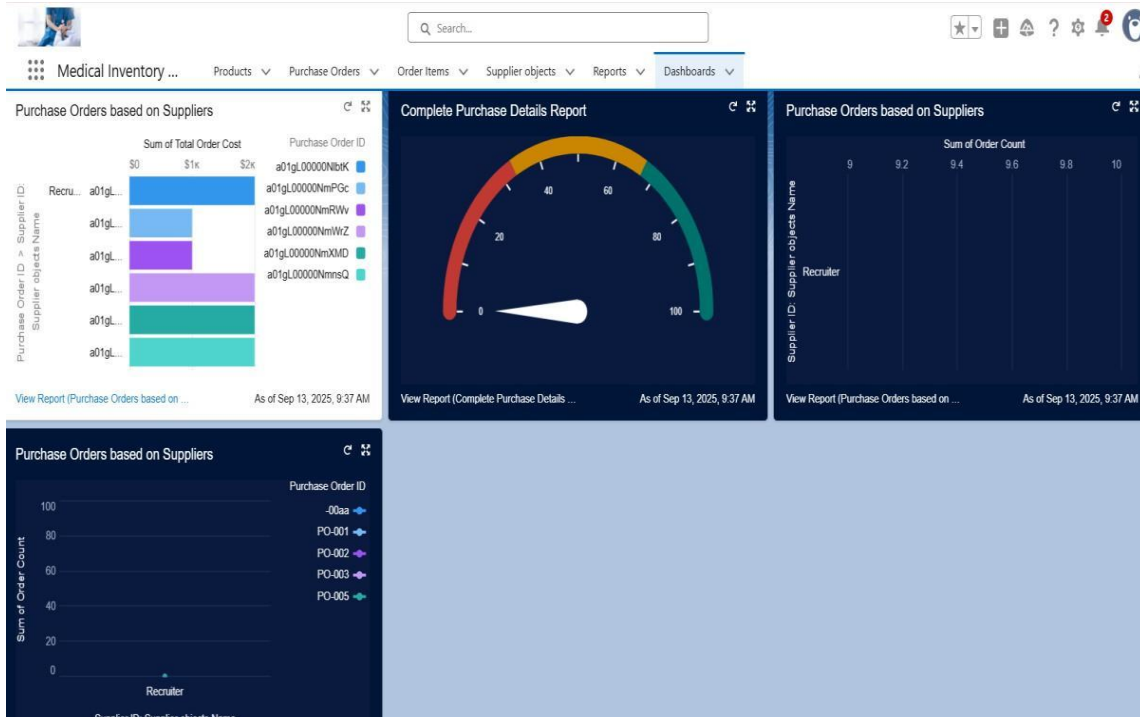 Search...
2
Medical Inventory ...
Products
Purchase Orders
Order Items
Supplier objects
Reports
Dashboards
Purchase Orders based on Suppliers
Sum of Total Order Cost
$0 $1K $2K
Purchase Order ID > Supplier ID:
Supplier objects Name
Recru... a01gL...
a01gL...
a01gL...
a01gL...
a01gL...
a01gL...
Purchase Order ID
a01gL00000NlbtK
a01gL00000NmPGc
a01gL00000NmRWv
a01gL00000NmWrZ
a01gL00000NmXMD
a01gL00000NmnsQ
View Report (Purchase Orders based on ...
As of Sep 13, 2025, 9:37 AM
Complete Purchase Details Report
0
20
40
60
80
100
View Report (Complete Purchase Details ...
As of Sep 13, 2025, 9:37 AM
Purchase Orders based on Suppliers
Sum of Order Count
9 9.2 9.4 9.6 9.8 10
Supplier ID: Supplier objects Name
Recruiter
View Report (Purchase Orders based on ...
As of Sep 13, 2025, 9:37 AM
Purchase Orders based on Suppliers
Sum of Order Count
100
80
60
40
20
0
Recruiter
Supplier ID: Supplier objects Name
Purchase Order ID
-00aa
PO-001
PO-002
PO-003
PO-005